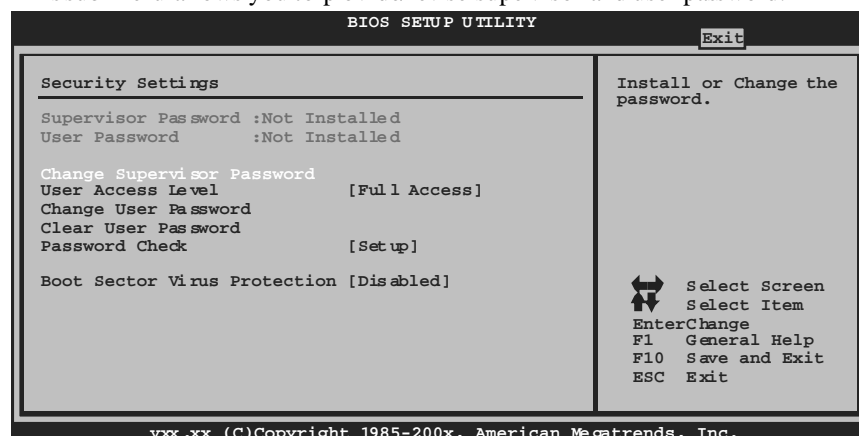 BIOS SETUP UTILITY
Exit
Security Settings
Supervisor Password :Not Installed
User Password :Not Installed
Change Supervisor Password
User Access Level [Full Access]
Change User Password
Clear User Password
Password Check [Setup]
Boot Sector Virus Protection [Disabled]
Install or Change the
password.
Select Screen
Select Item
EnterChange
F1 General Help
F10 Save and Exit
ESC Exit
vxx.xx (C)Copyright 1985-200x, American Megatrends, Inc.